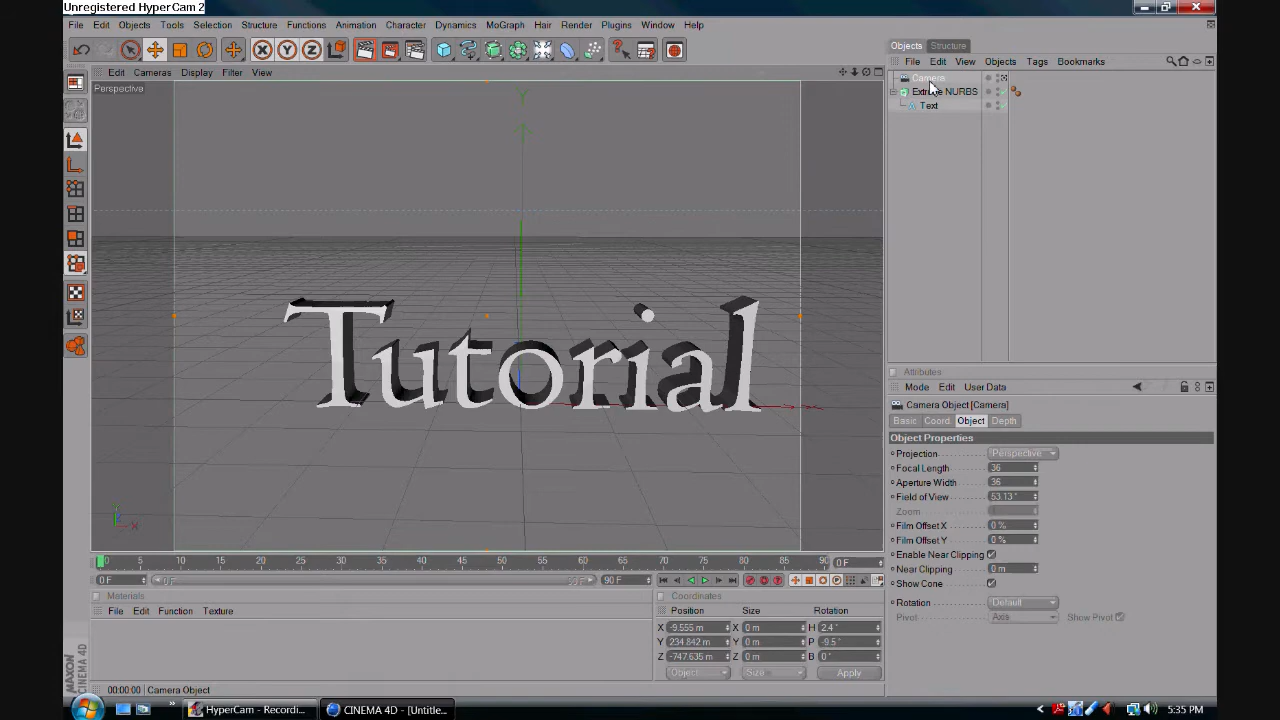 Unregistered HyperCam 2
File Edit Objects Tools Selection Structure Functions Animation Character Dynamics MoGraph Hair Render Plugins Window Help
Objects Structure
File Edit View Objects Tags Bookmarks
Edit Cameras Display Filter View
Camera
Perspective
Extrude NURBS
Text
Y
Tutorial
Attributes
Mode Edit User Data
Camera Object [Camera]
Basic Coord. Object Depth
Object Properties
Projection Perspective
Focal Length 36
Aperture Width 36
Field of View 53.13 °
Zoom
Film Offset X 0 %
Film Offset Y 0 %
Enable Near Clipping
Near Clipping 0 m
Show Cone
Rotation Default
Pivot Axis Show Pivot
0 5 10 15 20 25 30 35 40 45 50 55 60 65 70 75 80 85 90 0 F
0 F 0 F 90 F 90 F
Materials
File Edit Function Texture
Coordinates
Position Size Rotation
X -9.555 m X 0 m H 2.4 °
Y 234.842 m Y 0 m P -9.5 °
Z -747.635 m Z 0 m B 0 °
Object Size Apply
MAXON CINEMA 4D
00:00:00 Camera Object
HyperCam - Recordi... CINEMA 4D - [Untitle... 5:35 PM